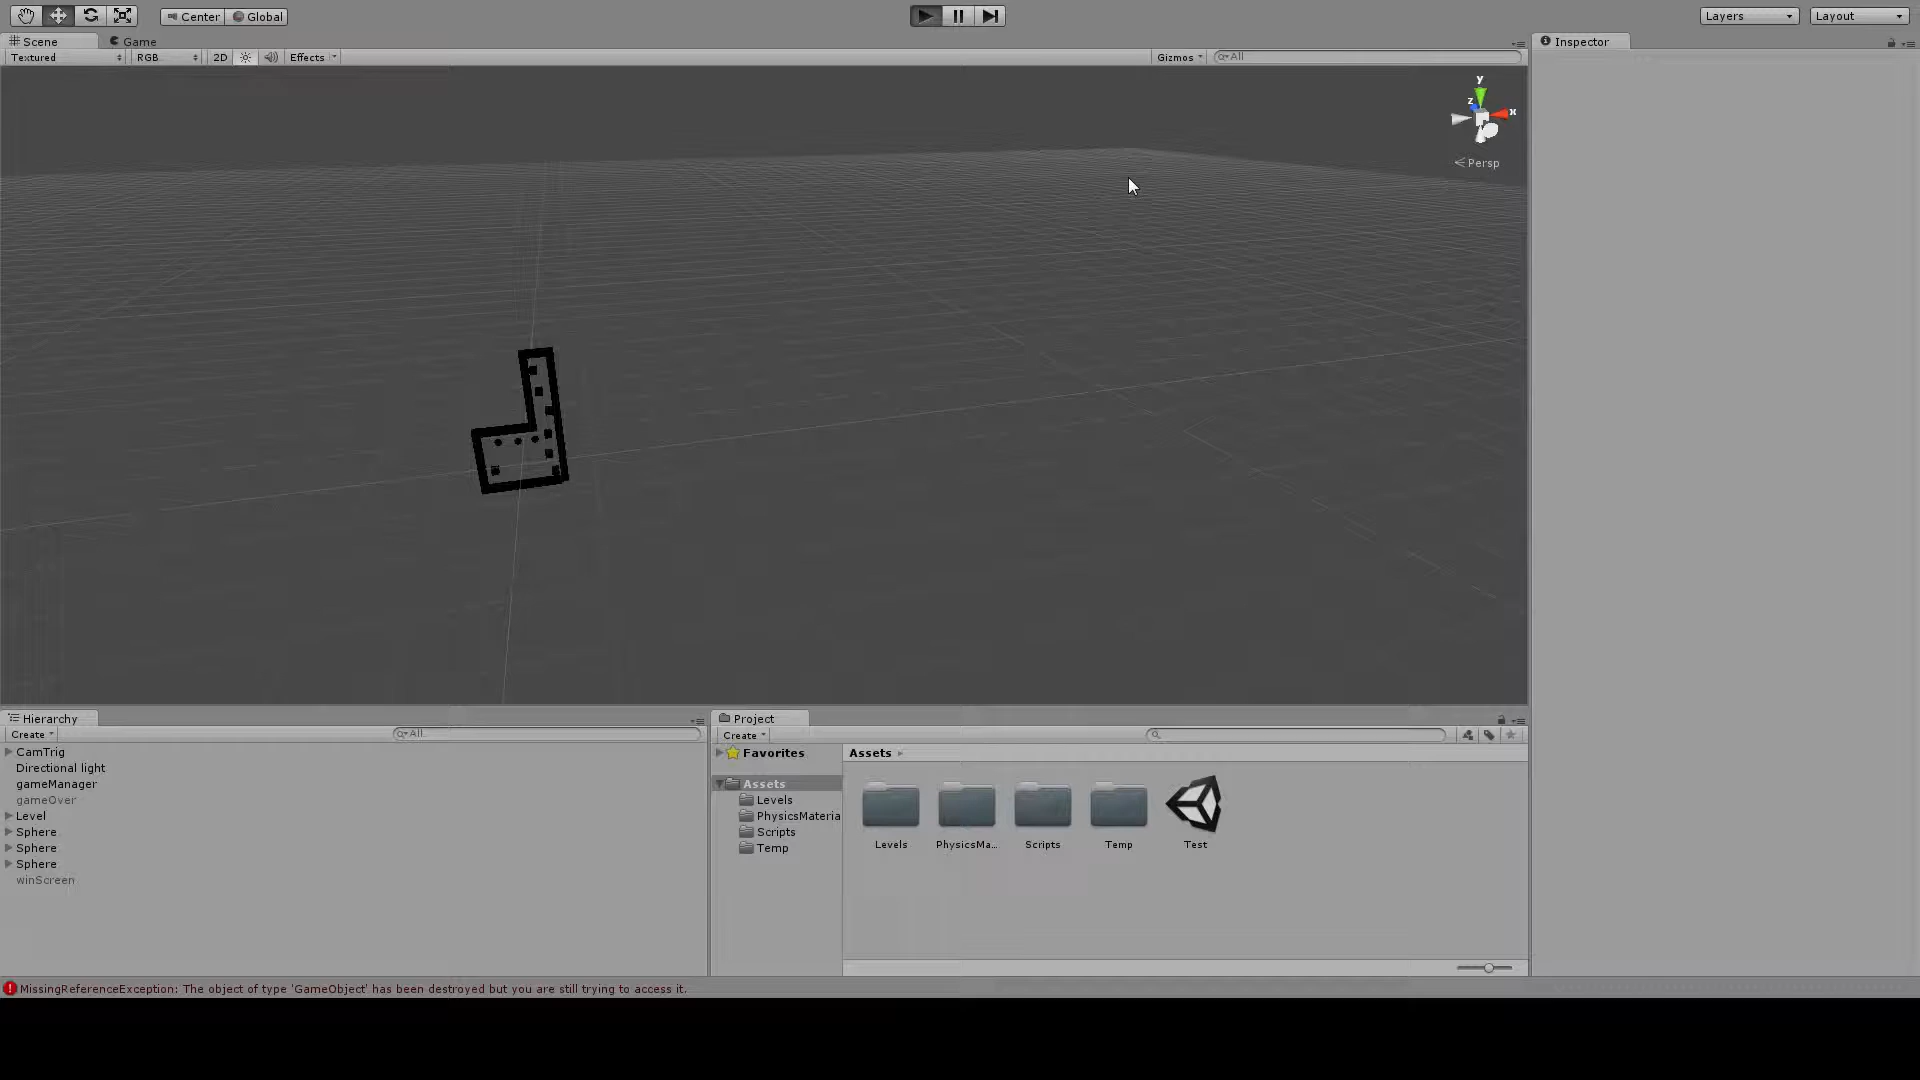 Center Global Layers Layout
Scene Game Inspector
Textured RGB 2D Effects Gizmos All
y
z x
Persp
Hierarchy Project
Create All Create
CamTrig
Directional light
gameManager
gameOver
Level
Sphere
Sphere
Sphere
winScreen
Favorites
Assets
Levels
PhysicsMateria
Scripts
Temp
Assets
Levels PhysicsMa... Scripts Temp Test
MissingReferenceException: The object of type 'GameObject' has been destroyed but you are still trying to access it.